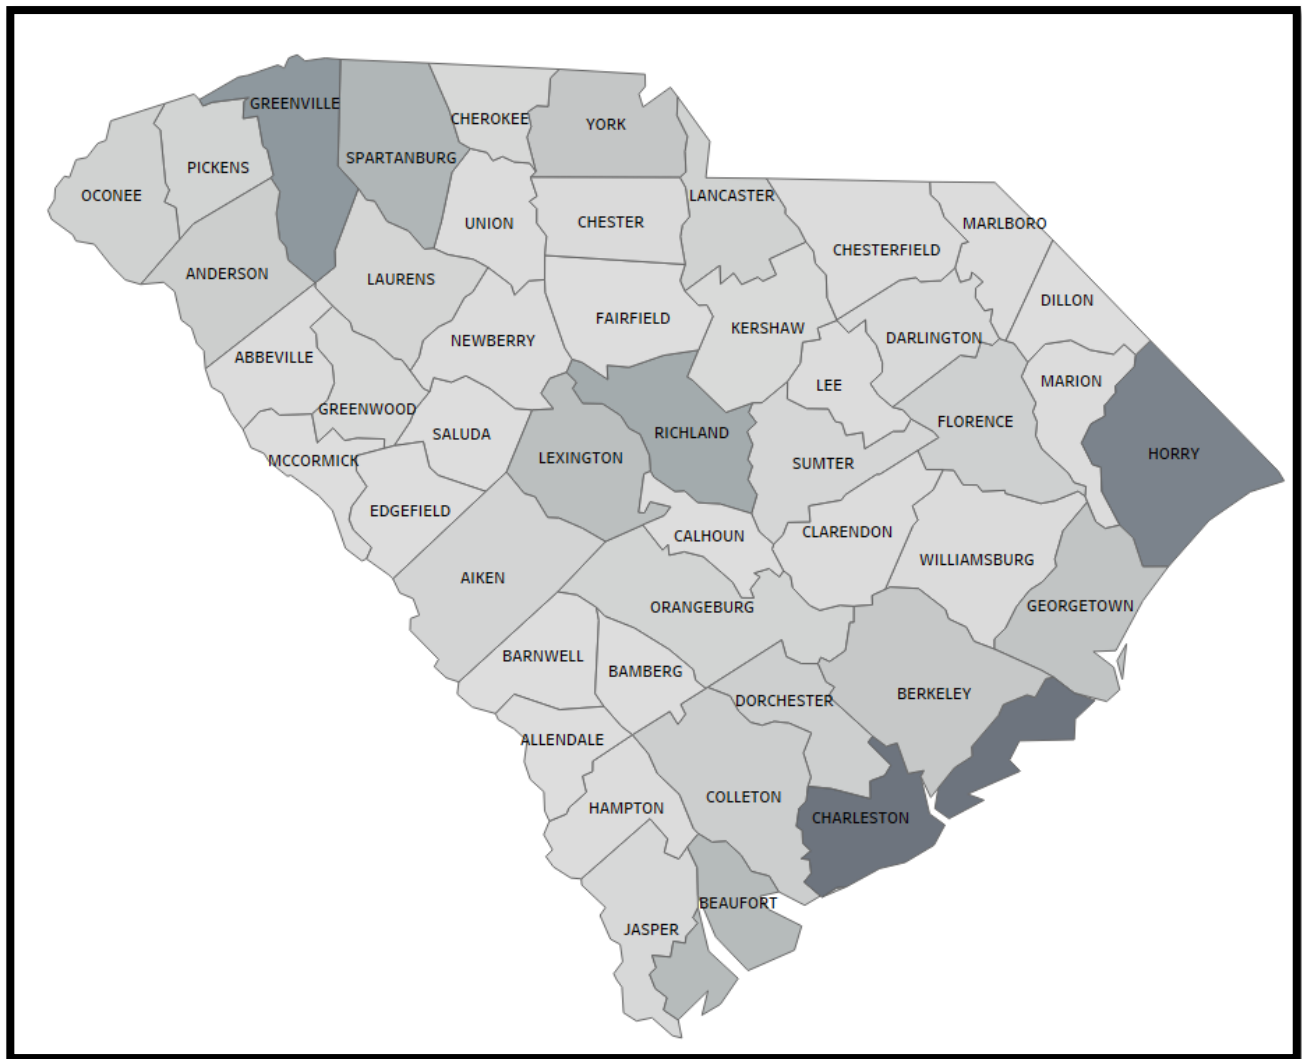 GREENVILLE
CHEROKEE
YORK
SPARTANBURG
PICKENS
OCONEE
LANCASTER
UNION
CHESTER
MARLBORO
CHESTERFIELD
ANDERSON
LAURENS
DILLON
FAIRFIELD
KERSHAW
NEWBERRY
DARLINGTON
ABBEVILLE
LEE
MARION
GREENWOOD
FLORENCE
SALUDA
RICHLAND
HORRY
LEXINGTON
MCCORMICK
SUMTER
EDGEFIELD
CALHOUN
CLARENDON
WILLIAMSBURG
AIKEN
ORANGEBURG
GEORGETOWN
BARNWELL
BAMBERG
BERKELEY
DORCHESTER
ALLENDALE
COLLETON
HAMPTON
CHARLESTON
BEAUFORT
JASPER